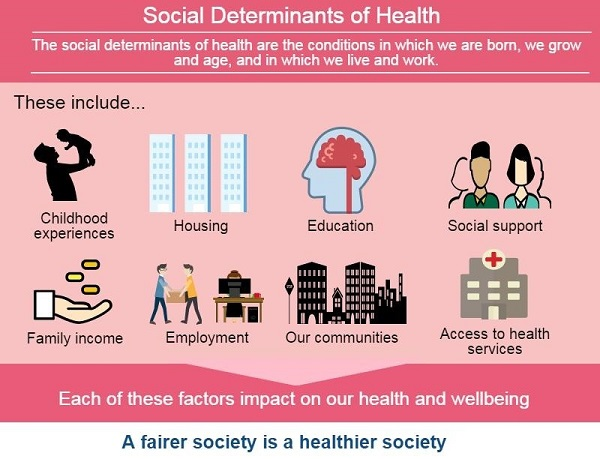 Social Determinants of Health
The social determinants of health are the conditions in which we are born, we grow
and age, and in which we live and work.
These include...
Childhood
experiences
Housing
Education
Social support
Family income
Employment
Our communities
Access to health
services
Each of these factors impact on our health and wellbeing
A fairer society is a healthier society